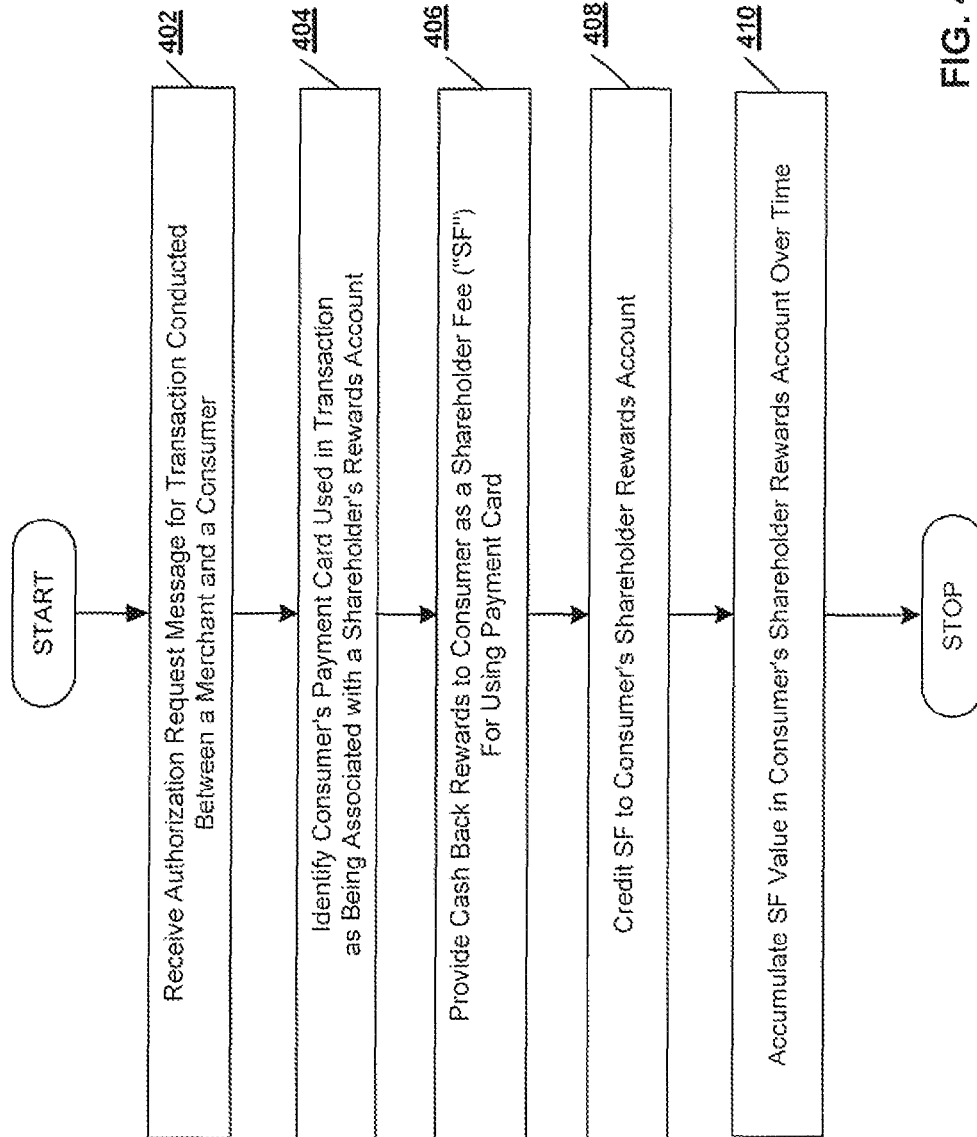 START
402
Receive Authorization Request Message for Transaction Conducted
Between a Merchant and a Consumer
404
Identify Consumer's Payment Card Used in Transaction
as Being Associated with a Shareholder's Rewards Account
406
Provide Cash Back Rewards to Consumer as a Shareholder Fee ("SF")
For Using Payment Card
408
Credit SF to Consumer's Shareholder Rewards Account
410
Accumulate SF Value in Consumer's Shareholder Rewards Account Over Time
STOP
FIG.